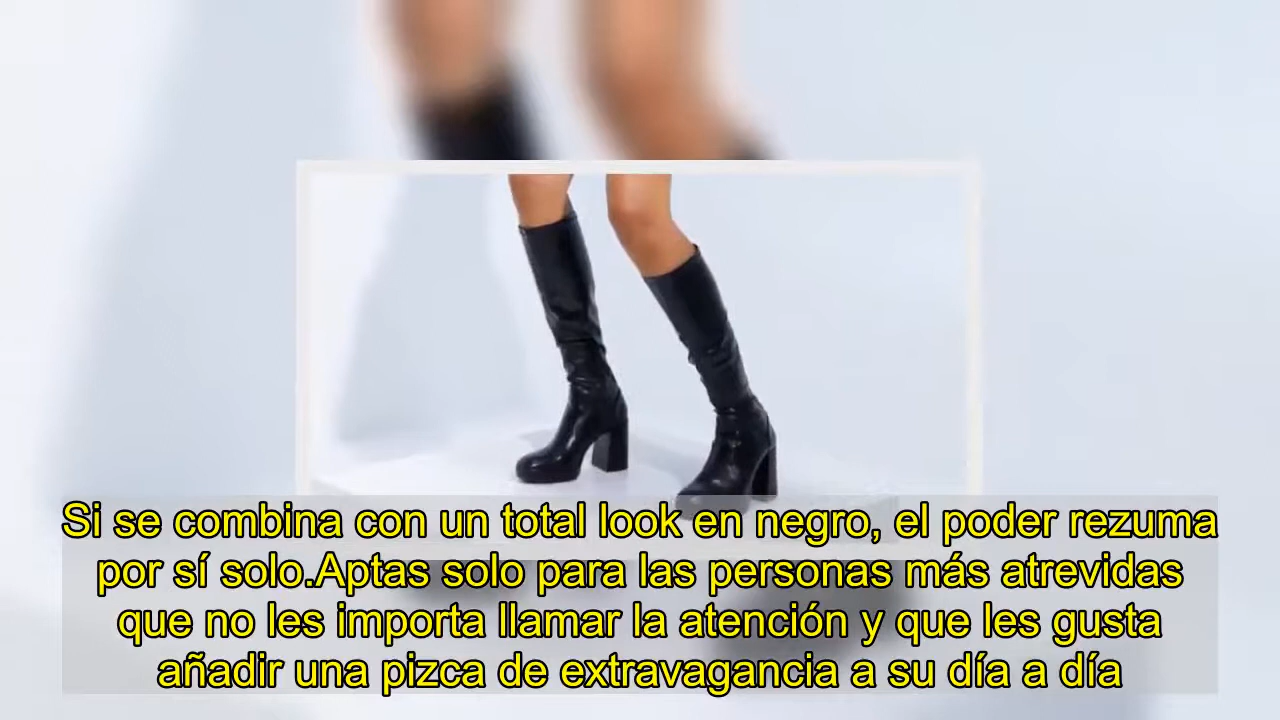 Si se combina con un total look en negro, el poder rezuma
por sí solo.Aptas solo para las personas más atrevidas
que no les importa llamar la atención y que les gusta
añadir una pizca de extravagancia a su día a día